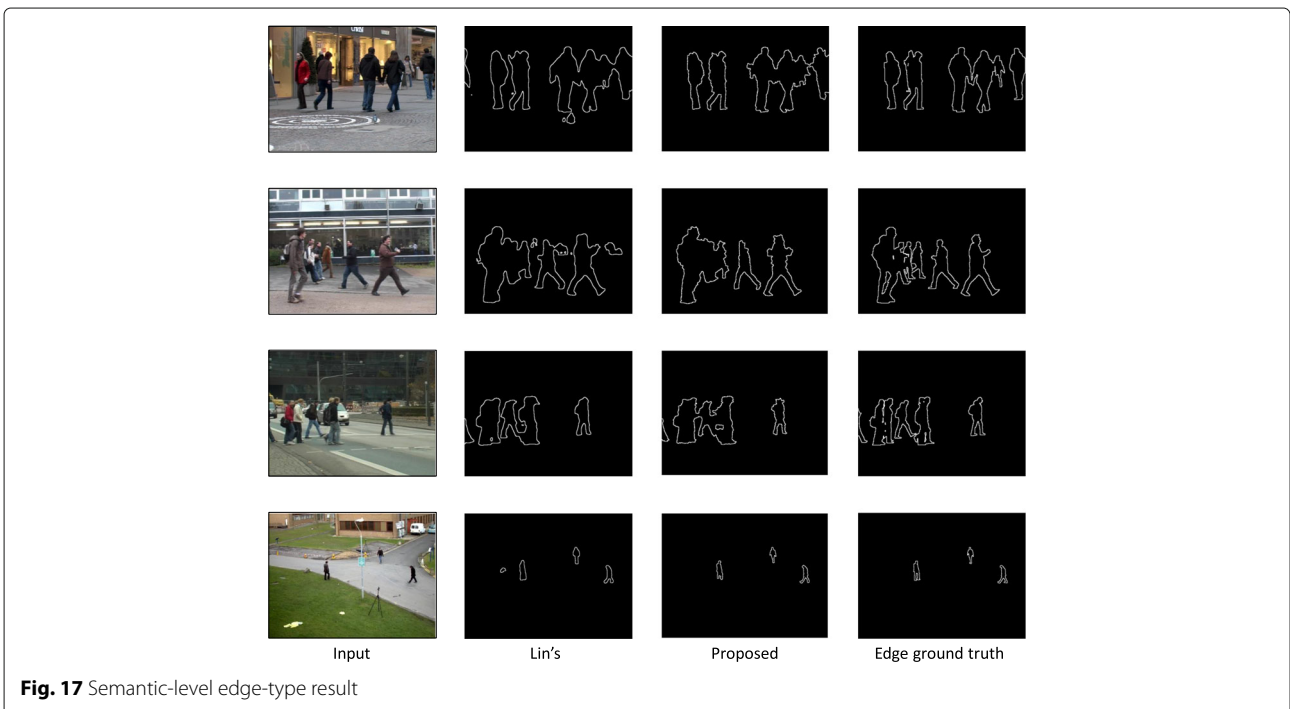 Input
Lin's
Proposed
Edge ground truth
Fig. 17 Semantic-level edge-type result